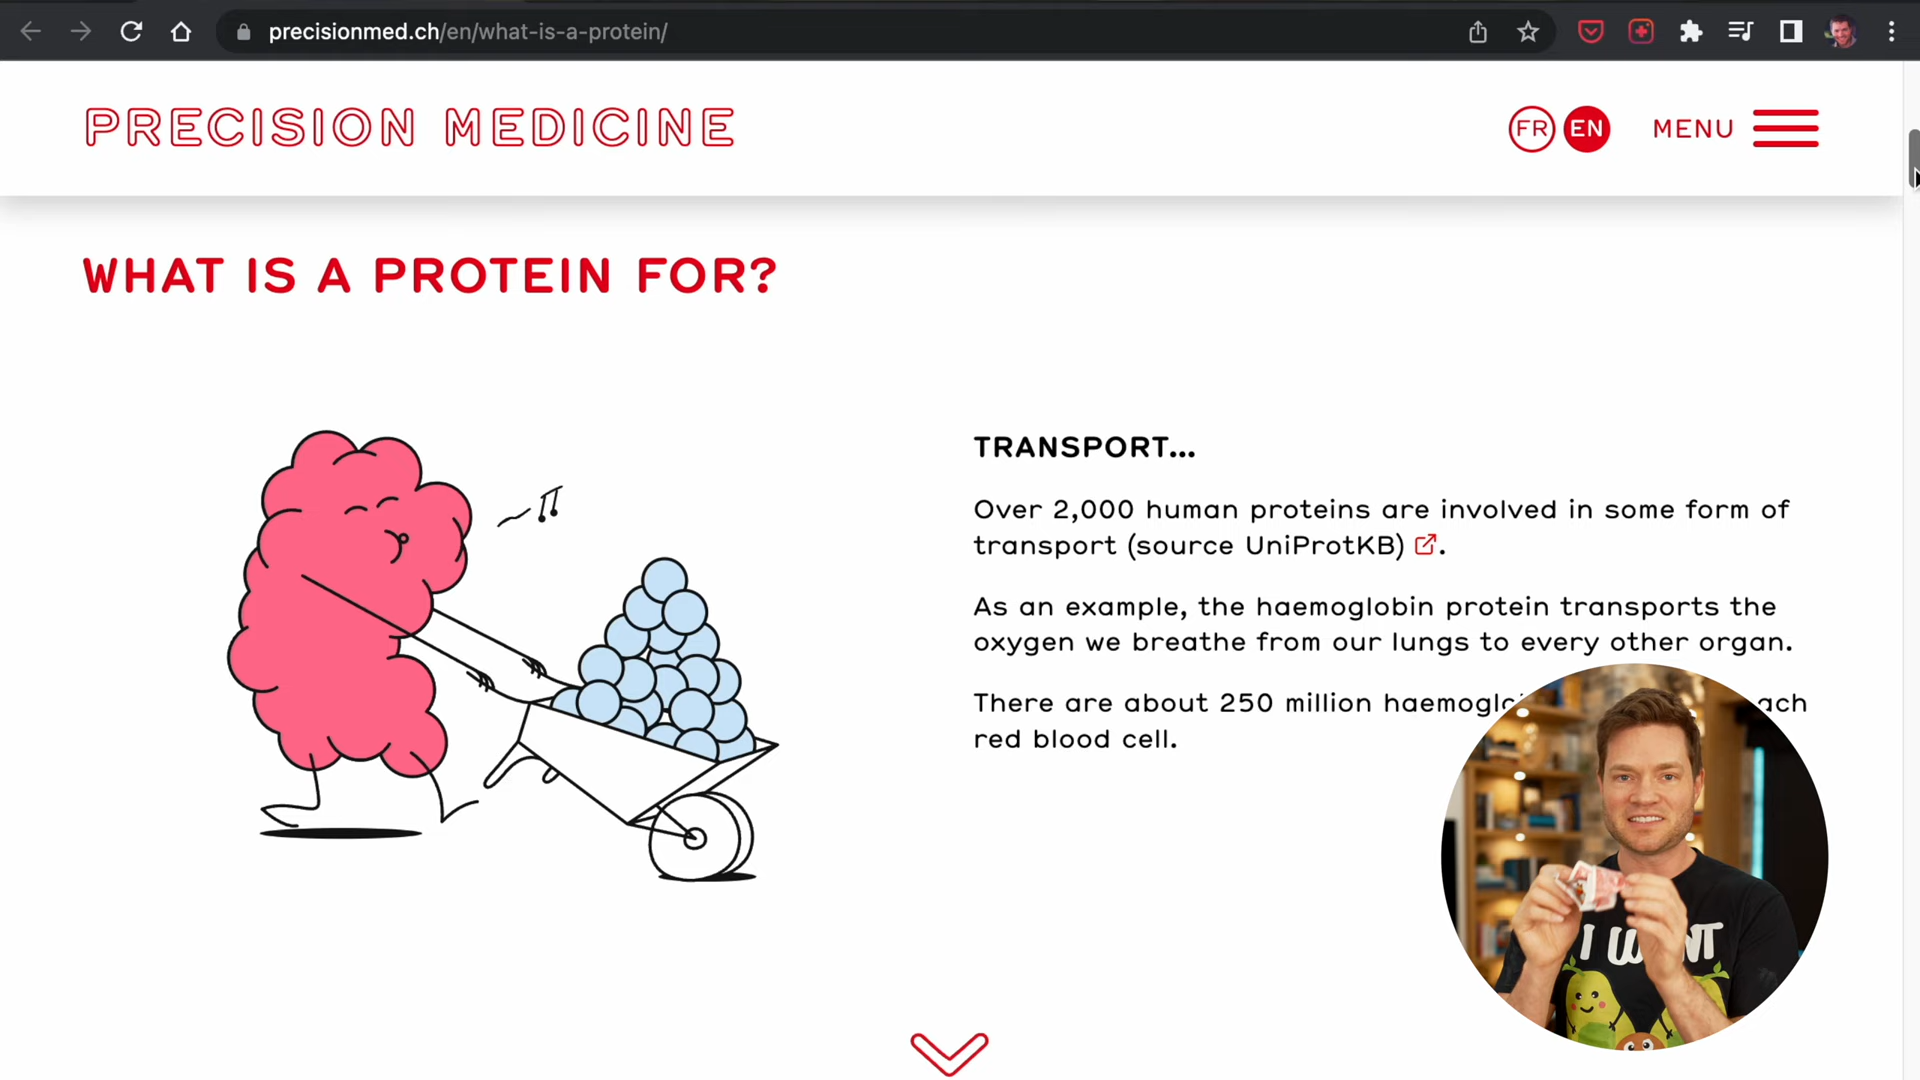 precisionmed.ch/en/what-is-a-protein/
PRECISION MEDICINE
FR EN MENU
WHAT IS A PROTEIN FOR?
TRANSPORT...
Over 2,000 human proteins are involved in some form of
transport (source UniProtKB).
As an example, the haemoglobin protein transports the
oxygen we breathe from our lungs to every other organ.
There are about 250 million
red blood cell.
I W NT